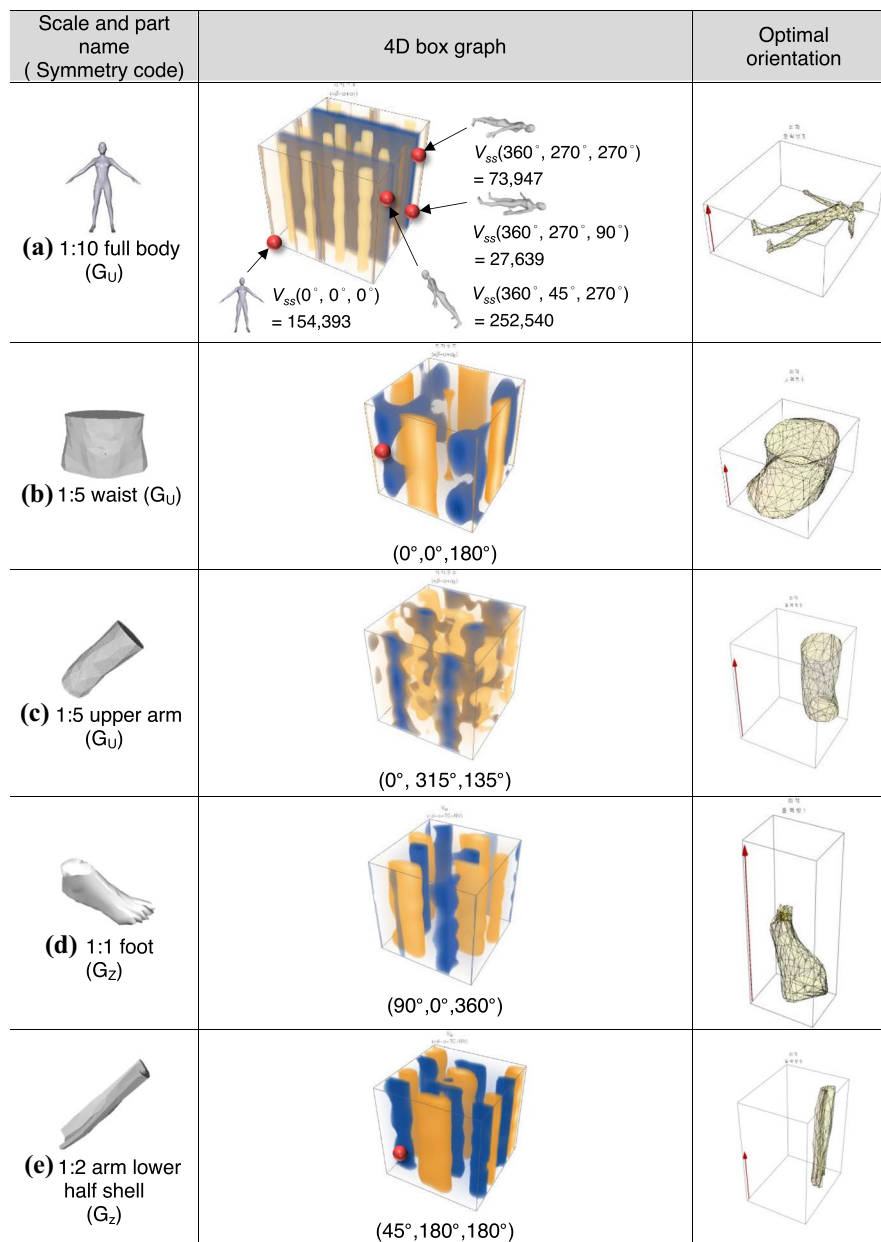 Scale and part
name
( Symmetry code)
4D box graph
Optimal
orientation
(a) 1:10 full body
(G_U)
V_ss(360°, 270°, 270°)
= 73,947
V_ss(360°, 270°, 90°)
= 27,639
V_ss(0°, 0°, 0°)
= 154,393
V_ss(360°, 45°, 270°)
= 252,540
(b) 1:5 waist (G_U)
(0°,0°,180°)
(c) 1:5 upper arm
(G_U)
(0°, 315°,135°)
(d) 1:1 foot
(G_Z)
(90°,0°,360°)
(e) 1:2 arm lower
half shell
(G_z)
(45°,180°,180°)